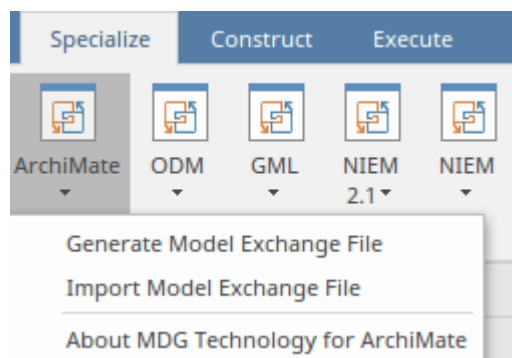 Specialize Construct Execute
ArchiMate ODM GML NIEM NIEM
2.1
Generate Model Exchange File
Import Model Exchange File
About MDG Technology for ArchiMate